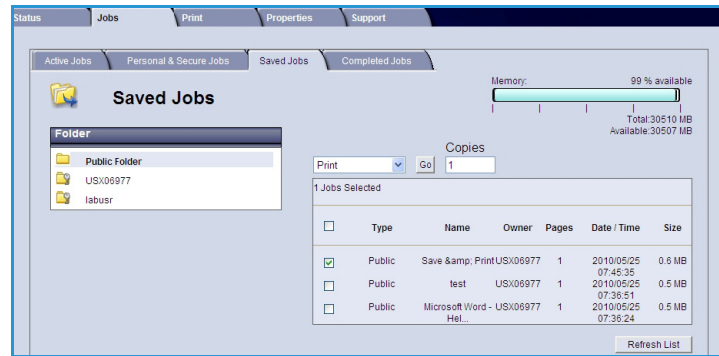 Status Jobs Print Properties Support
Active Jobs Personal & Secure Jobs Saved Jobs Completed Jobs
Saved Jobs
Memory: 99 % available
Total:30510 MB
Available:30507 MB
Folder
Public Folder
USX06977
labusr
Copies
Print Go 1
1 Jobs Selected
Type Name Owner Pages Date / Time Size
Public Save &amp; Print USX06977 1 2010/05/25 0.6 MB
07:45:35
Public test USX06977 1 2010/05/25 0.5 MB
07:36:51
Public Microsoft Word - USX06977 1 2010/05/25 0.5 MB
Hel... 07:36:24
Refresh List